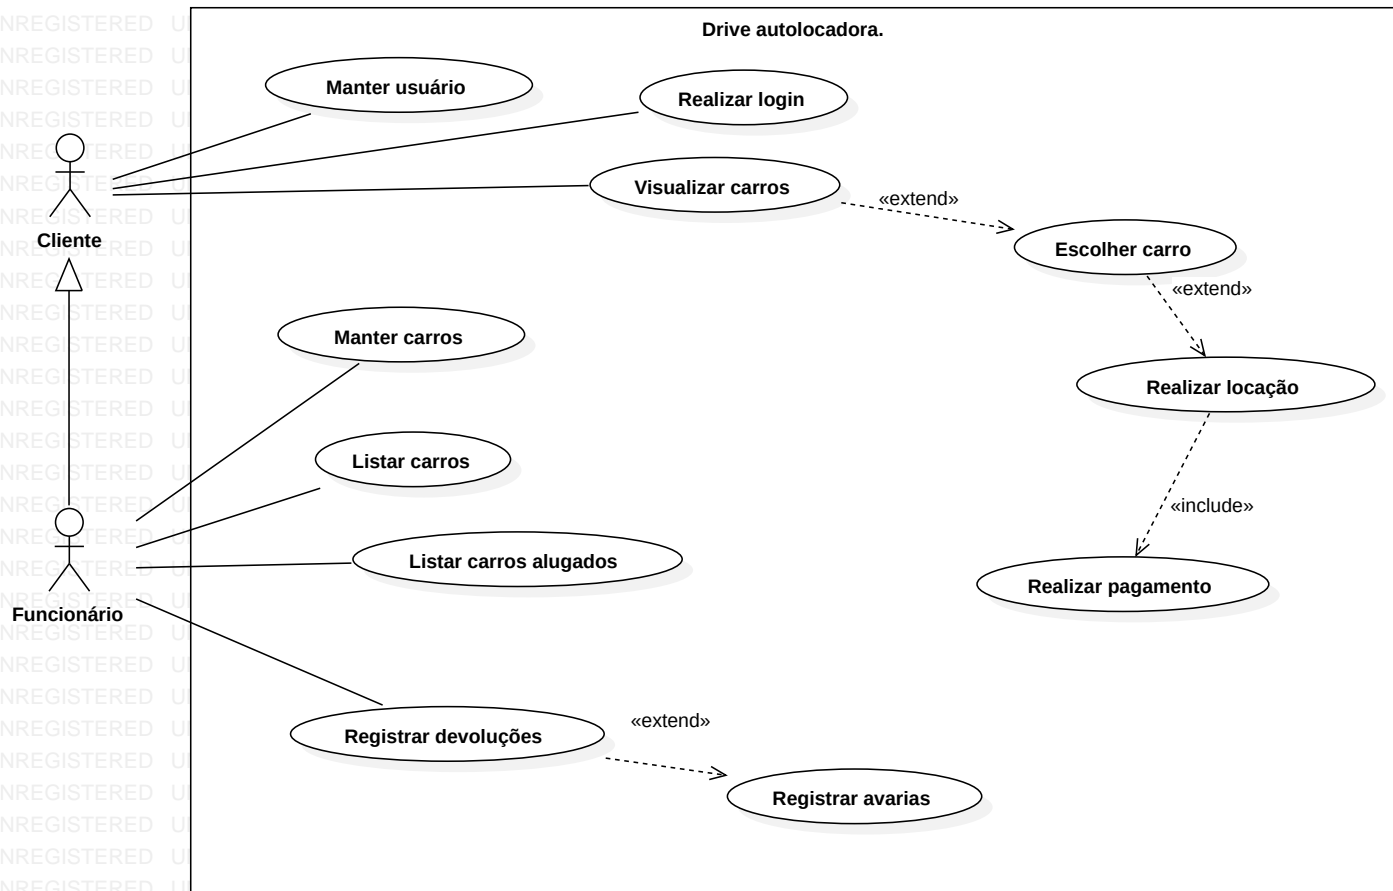 Drive autolocadora.
Manter usuário
Realizar login
Visualizar carros
«extend»
Cliente
Escolher carro
«extend»
Manter carros
Realizar locação
Listar carros
«include»
Listar carros alugados
Realizar pagamento
Funcionário
Registrar devoluções
«extend»
Registrar avarias